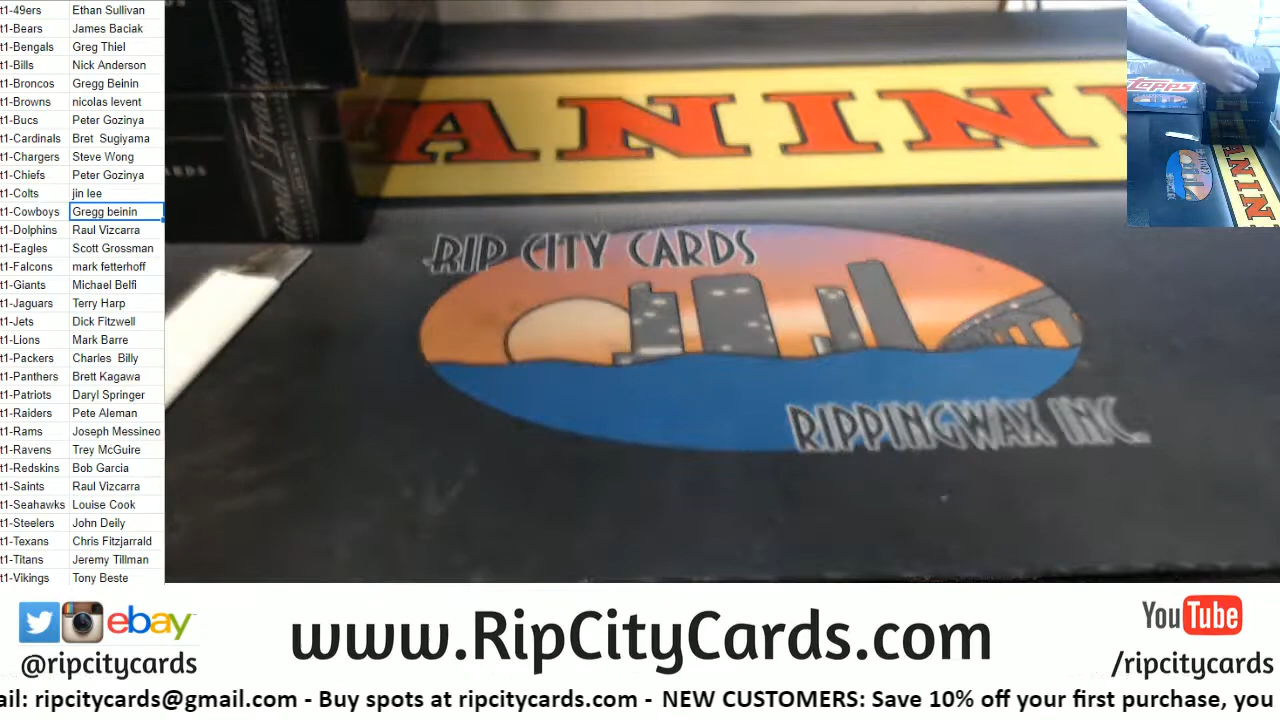 t1-49ers Ethan Sullivan
t1-Bears James Baciak
t1-Bengals Greg Thiel
t1-Bills Nick Anderson
t1-Broncos Gregg Beinin
t1-Browns nicolas levent
t1-Bucs Peter Gozinya
t1-Cardinals Bret Sugiyama
t1-Chargers Steve Wong
t1-Chiefs Peter Gozinya
t1-Colts jin lee
t1-Cowboys Gregg beinin
t1-Dolphins Raul Vizcarra
t1-Eagles Scott Grossman
t1-Falcons mark fetterhoff
t1-Giants Michael Belfi
t1-Jaguars Terry Harp
t1-Jets Dick Fitzwell
t1-Lions Mark Barre
t1-Packers Charles Billy
t1-Panthers Brett Kagawa
t1-Patriots Daryl Springer
t1-Raiders Pete Aleman
t1-Rams Joseph Messineo
t1-Ravens Trey McGuire
t1-Redskins Bob Garcia
t1-Saints Raul Vizcarra
t1-Seahawks Louise Cook
t1-Steelers John Deily
t1-Texans Chris Fitzjarrald
t1-Titans Jeremy Tillman
t1-Vikings Tony Beste
ANIN
RIP CITY CARDS
RIPPINGWAX INC.
Topps
ANIN
ebay
@ripcitycards
www.RipCityCards.com
YouTube
/ripcitycards
ail: ripcitycards@gmail.com - Buy spots at ripcitycards.com - NEW CUSTOMERS: Save 10% off your first purchase, you